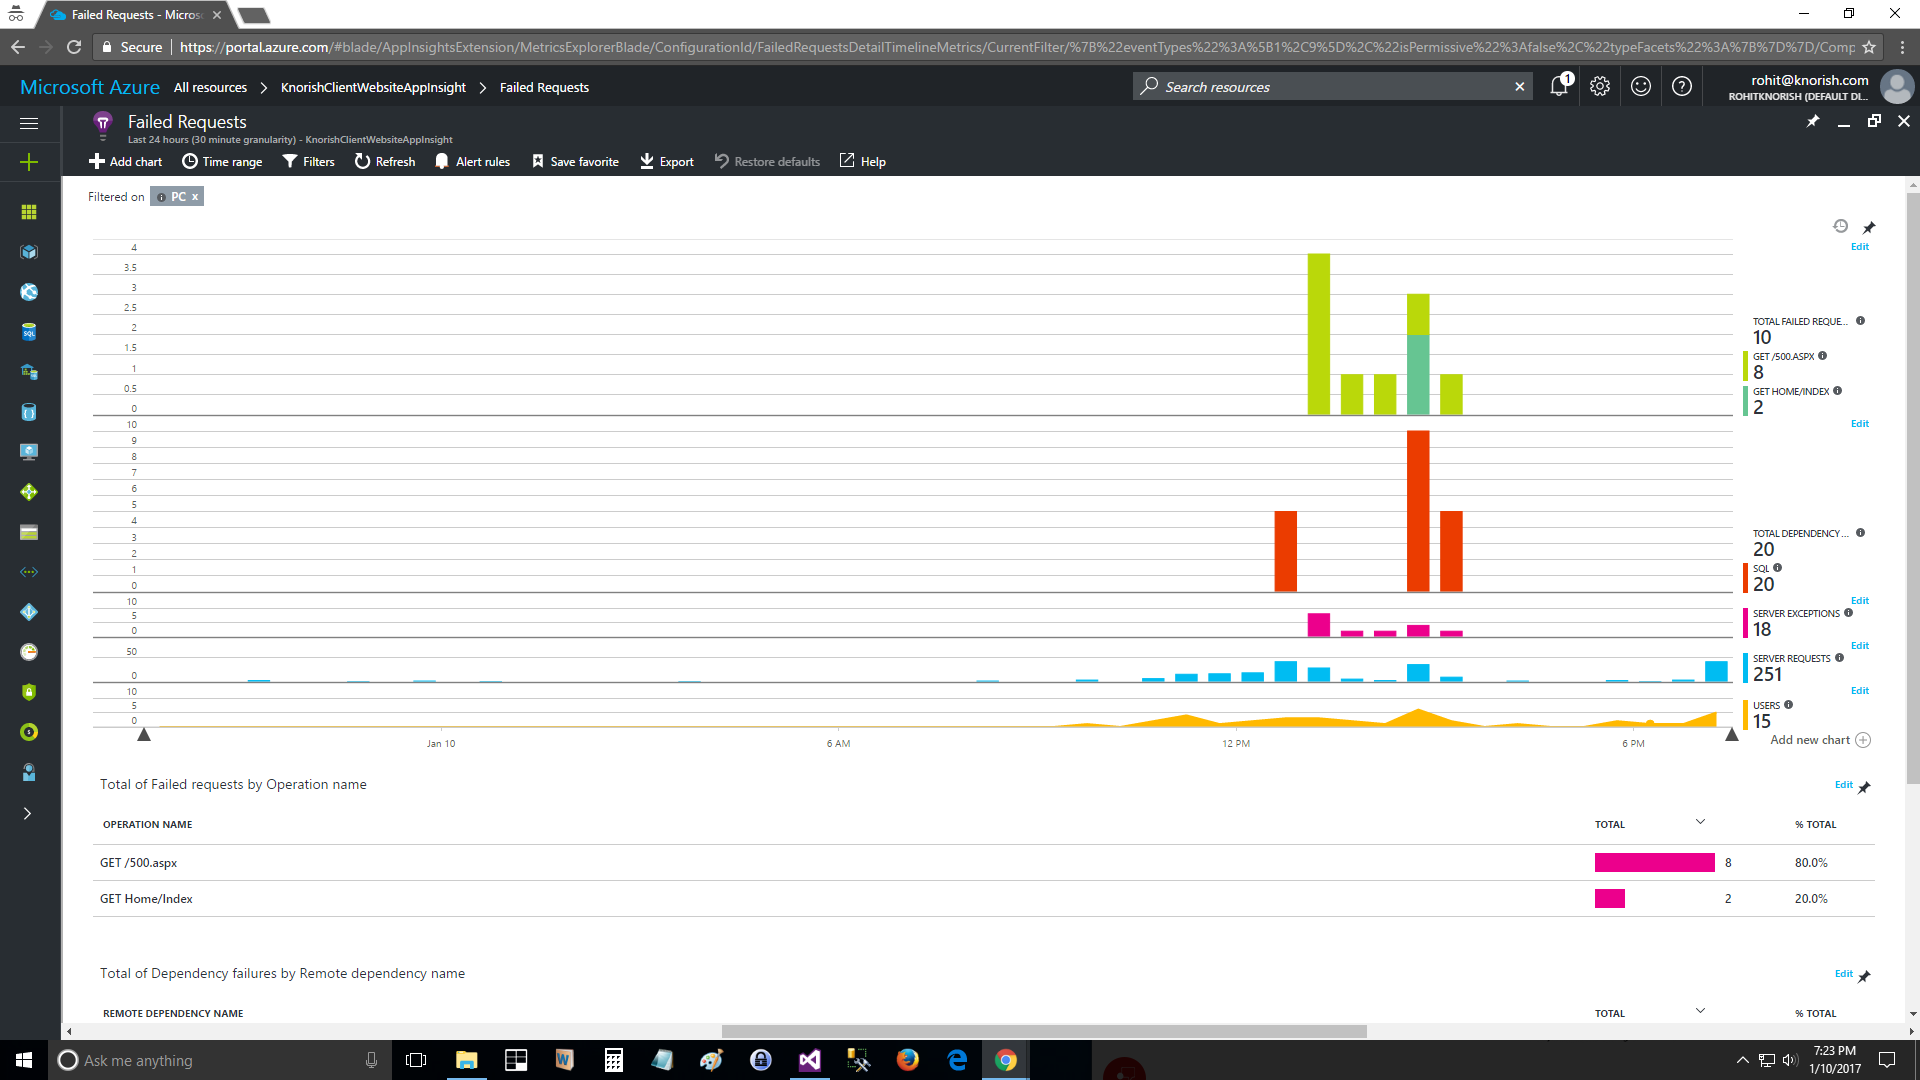 Failed Requests - Micros
Secure
https://portal.azure.com/#blade/AppInsightsExtension/MetricsExplorerBlade/ConfigurationId/FailedRequestsDetailTimelineMetrics/CurrentFilter/%7B%22eventTypes%22%3A%5B1%2C9%5D%2C%22isPermissive%22%3Afalse%2C%22typeFacets%22%3A%7B%7D%7D/Comp
Microsoft Azure All resources > KnorishClientWebsiteAppInsight > Failed Requests
Search resources
1
rohit@knorish.com
ROHITKNORISH (DEFAULT DI...
Failed Requests
Last 24 hours (30 minute granularity) - KnorishClientWebsiteAppInsight
Add chart Time range Filters Refresh Alert rules Save favorite Export Restore defaults Help
Filtered on PC x
Edit
4
3.5
3
2.5
2
1.5
1
0.5
0
TOTAL FAILED REQUE...
10
GET /500.ASPX
8
GET HOME/INDEX
2
Edit
10
9
8
7
6
5
4
3
2
1
0
TOTAL DEPENDENCY ...
20
SQL
20
Edit
10
5
0
SERVER EXCEPTIONS
18
Edit
50
0
SERVER REQUESTS
251
Edit
10
5
0
USERS
15
Jan 10 6 AM 12 PM 6 PM
Add new chart
Total of Failed requests by Operation name Edit
OPERATION NAME TOTAL % TOTAL
GET /500.aspx 8 80.0%
GET Home/Index 2 20.0%
Total of Dependency failures by Remote dependency name Edit
REMOTE DEPENDENCY NAME TOTAL % TOTAL
Ask me anything
7:23 PM
1/10/2017